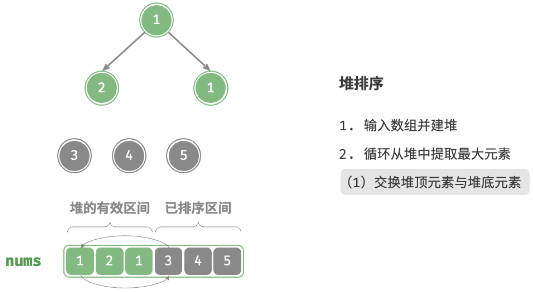 1
2 1
3 4 5
堆的有效区间 已排序区间
nums 1 2 1 3 4 5
堆排序
1. 输入数组并建堆
2. 循环从堆中提取最大元素
（1）交换堆顶元素与堆底元素